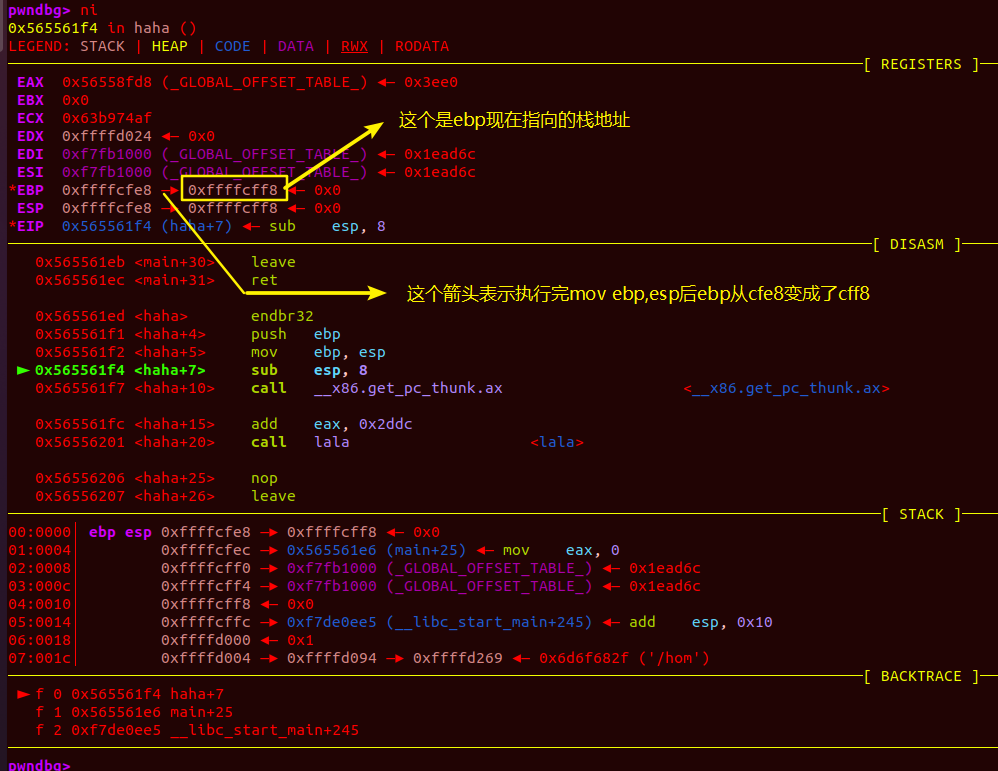 pwndbg> ni
0x565561f4 in haha ()
LEGEND: STACK | HEAP | CODE | DATA | RWX | RODATA
[ REGISTERS ]
EAX 0x56558fd8 (_GLOBAL_OFFSET_TABLE_) ◂— 0x3ee0
EBX 0x0
ECX 0x63b974af
这个是ebp现在指向的栈地址
EDX 0xffffd024 ◂— 0x0
EDI 0xf7fb1000 (_GLOBAL_OFFSET_TABLE_) ◂— 0x1ead6c
ESI 0xf7fb1000 (_GLOBAL_OFFSET_TABLE_) ◂— 0x1ead6c
*EBP 0xffffcfe8 —▸ 0xffffcff8 ◂— 0x0
ESP 0xffffcfe8 —▸ 0xffffcff8 ◂— 0x0
*EIP 0x565561f4 (haha+7) ◂— sub esp, 8
[ DISASM ]
0x565561eb <main+30> leave
0x565561ec <main+31> ret
这个箭头表示执行完mov ebp,esp后ebp从cfe8变成了cff8
0x565561ed <haha> endbr32
0x565561f1 <haha+4> push ebp
0x565561f2 <haha+5> mov ebp, esp
► 0x565561f4 <haha+7> sub esp, 8
0x565561f7 <haha+10> call __x86.get_pc_thunk.ax <__x86.get_pc_thunk.ax>
0x565561fc <haha+15> add eax, 0x2ddc
0x56556201 <haha+20> call lala <lala>
0x56556206 <haha+25> nop
0x56556207 <haha+26> leave
[ STACK ]
00:0000│ ebp esp 0xffffcfe8 —▸ 0xffffcff8 ◂— 0x0
01:0004│ 0xffffcfec —▸ 0x565561e6 (main+25) ◂— mov eax, 0
02:0008│ 0xffffcff0 —▸ 0xf7fb1000 (_GLOBAL_OFFSET_TABLE_) ◂— 0x1ead6c
03:000c│ 0xffffcff4 —▸ 0xf7fb1000 (_GLOBAL_OFFSET_TABLE_) ◂— 0x1ead6c
04:0010│ 0xffffcff8 ◂— 0x0
05:0014│ 0xffffcffc —▸ 0xf7de0ee5 (__libc_start_main+245) ◂— add esp, 0x10
06:0018│ 0xffffd000 ◂— 0x1
07:001c│ 0xffffd004 —▸ 0xffffd094 —▸ 0xffffd269 ◂— 0x6d6f682f ('/hom')
[ BACKTRACE ]
► f 0 0x565561f4 haha+7
f 1 0x565561e6 main+25
f 2 0xf7de0ee5 __libc_start_main+245
pwndbg>